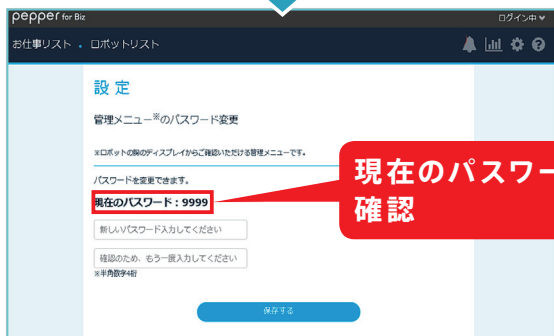 pepper for Biz
ログイン中
お仕事リスト • ロボットリスト
設定
管理メニュー※のパスワード変更
※ロボットの胸のディスプレイからご確認いただける管理メニューです。
パスワードを変更できます。
現在のパスワード：9999
新しいパスワード入力してください
確認のため、もう一度入力してください
※半角数字4桁
保存する
現在のパスワー
確認